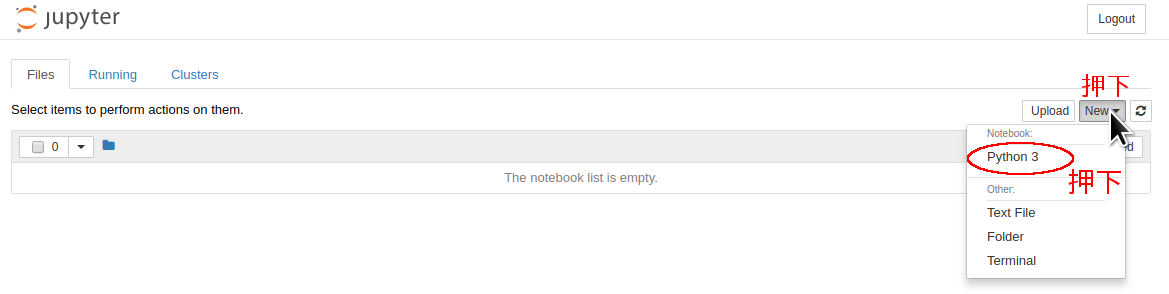 jupyter
Logout
Files Running Clusters
押下
Select items to perform actions on them.
Upload New
0
Notebook:
Python 3
The notebook list is empty.
押下
Other:
Text File
Folder
Terminal